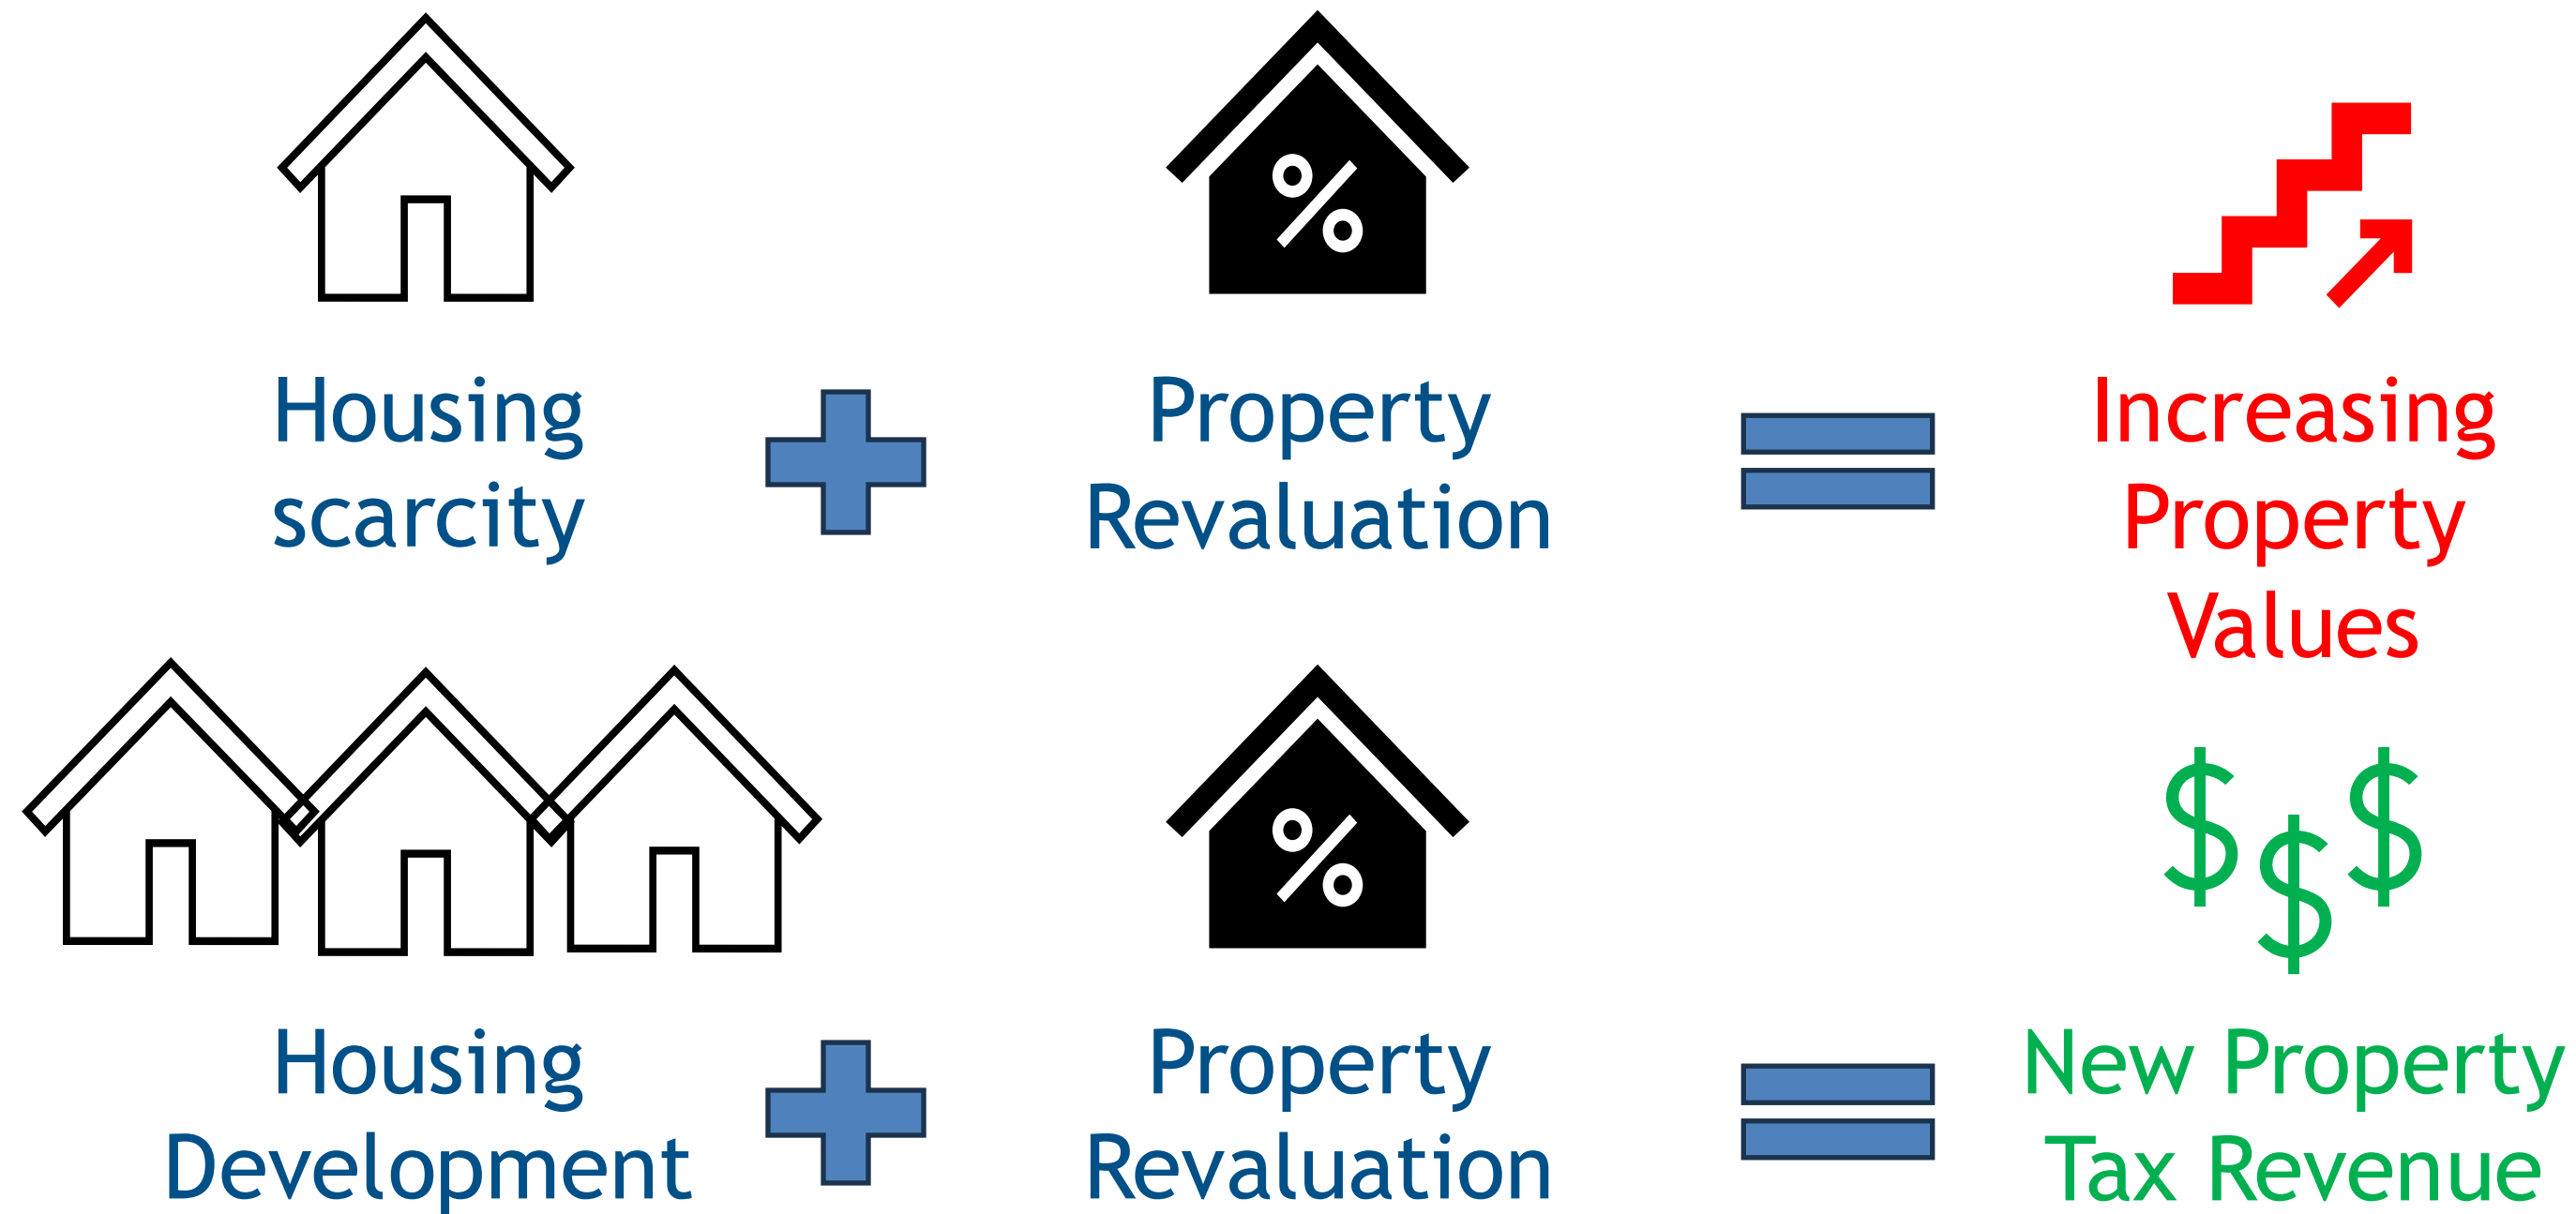 %
Housing
scarcity
Property
Revaluation
Increasing
Property
Values
%
$ $ $
Housing
Development
Property
Revaluation
New Property
Tax Revenue